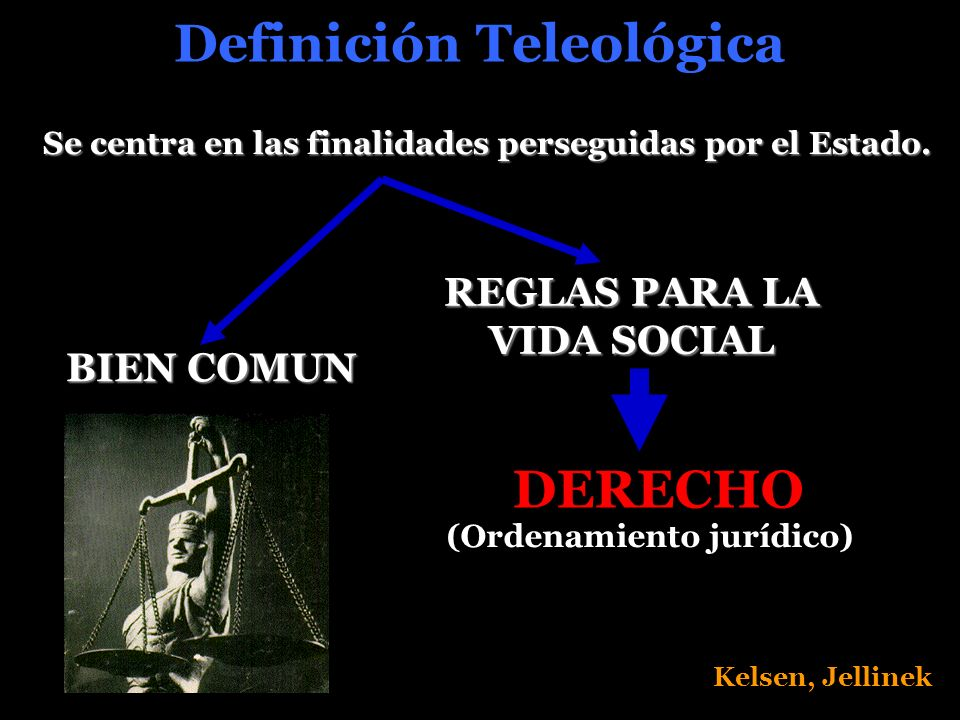 Definición Teleológica
Se centra en las finalidades perseguidas por el Estado.
REGLAS PARA LA
VIDA SOCIAL
BIEN COMUN
DERECHO
(Ordenamiento jurídico)
Kelsen, Jellinek